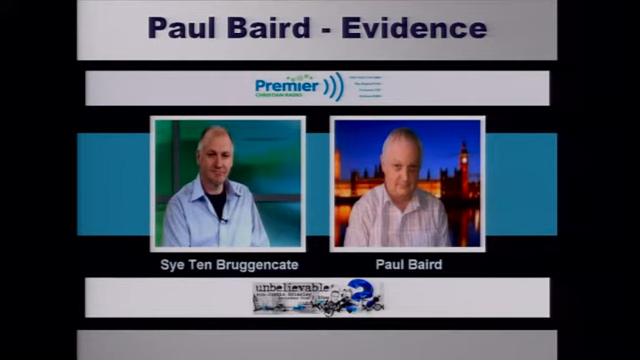 Paul Baird - Evidence
Premier
CHRISTIAN RADIO
Sye Ten Bruggencate
Paul Baird
unbelievable
?